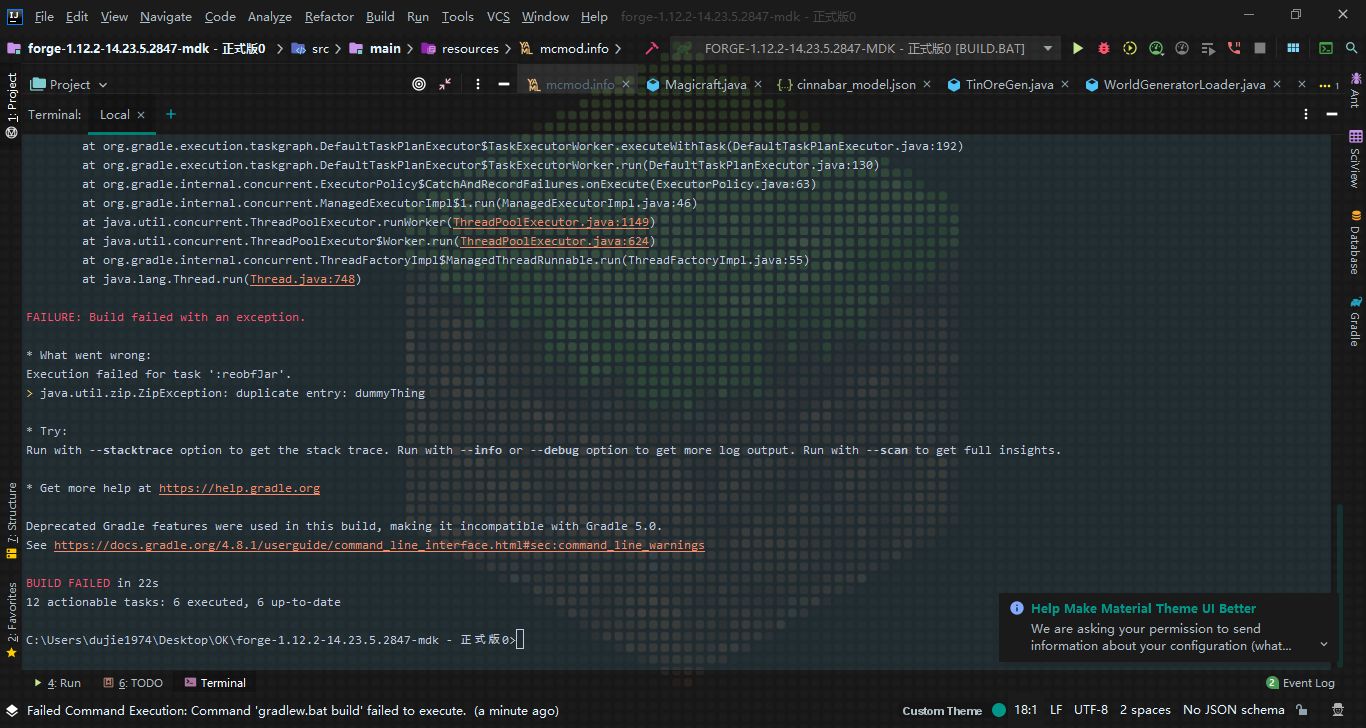 File Edit View Navigate Code Analyze Refactor Build Run Tools VCS Window Help forge-1.12.2-14.23.5.2847-mdk - 正式版0
forge-1.12.2-14.23.5.2847-mdk - 正式版0 src main resources mcmod.info FORGE-1.12.2-14.23.5.2847-MDK - 正式版0 [BUILD.BAT]
Project mcmod.info Magicraft.java cinnabar_model.json TinOreGen.java WorldGeneratorLoader.java 1
Terminal: Local
at org.gradle.execution.taskgraph.DefaultTaskPlanExecutor$TaskExecutorWorker.executeWithTask(DefaultTaskPlanExecutor.java:192)
at org.gradle.execution.taskgraph.DefaultTaskPlanExecutor$TaskExecutorWorker.run(DefaultTaskPlanExecutor.java:130)
at org.gradle.internal.concurrent.ExecutorPolicy$CatchAndRecordFailures.onExecute(ExecutorPolicy.java:63)
at org.gradle.internal.concurrent.ManagedExecutorImpl$1.run(ManagedExecutorImpl.java:46)
at java.util.concurrent.ThreadPoolExecutor.runWorker(ThreadPoolExecutor.java:1149)
at java.util.concurrent.ThreadPoolExecutor$Worker.run(ThreadPoolExecutor.java:624)
at org.gradle.internal.concurrent.ThreadFactoryImpl$ManagedThreadRunnable.run(ThreadFactoryImpl.java:55)
at java.lang.Thread.run(Thread.java:748)
FAILURE: Build failed with an exception.
* What went wrong:
Execution failed for task ':reobfJar'.
> java.util.zip.ZipException: duplicate entry: dummyThing
* Try:
Run with --stacktrace option to get the stack trace. Run with --info or --debug option to get more log output. Run with --scan to get full insights.
* Get more help at https://help.gradle.org
Deprecated Gradle features were used in this build, making it incompatible with Gradle 5.0.
See https://docs.gradle.org/4.8.1/userguide/command_line_interface.html#sec:command_line_warnings
BUILD FAILED in 22s
12 actionable tasks: 6 executed, 6 up-to-date
C:\Users\dujie1974\Desktop\OK\forge-1.12.2-14.23.5.2847-mdk - 正式版0>
Help Make Material Theme UI Better
We are asking your permission to send
information about your configuration (what...
4: Run 6: TODO Terminal 2 Event Log
Failed Command Execution: Command 'gradlew.bat build' failed to execute. (a minute ago) Custom Theme 18:1 LF UTF-8 2 spaces No JSON schema
1: Project
Z: Structure
2: Favorites
Ant
SciView
Database
Gradle